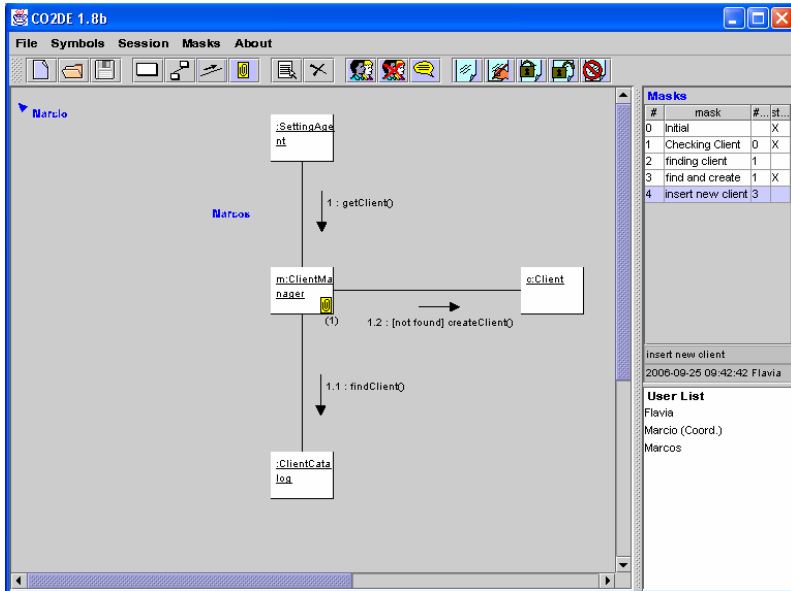 CO2DE 1.8b
File Symbols Session Masks About
Marcio
:SettingAge
nt
1 : getClient()
Marcos
m:ClientMa
nager
(1)
c:Client
1.2 : [not found] createClient()
1.1 : findClient()
:ClientCata
log
Masks
# mask #... st...
0 Initial X
1 Checking Client 0 X
2 finding client 1
3 find and create 1 X
4 insert new client 3
insert new client
2006-09-25 09:42:42 Flavia
User List
Flavia
Marcio (Coord.)
Marcos